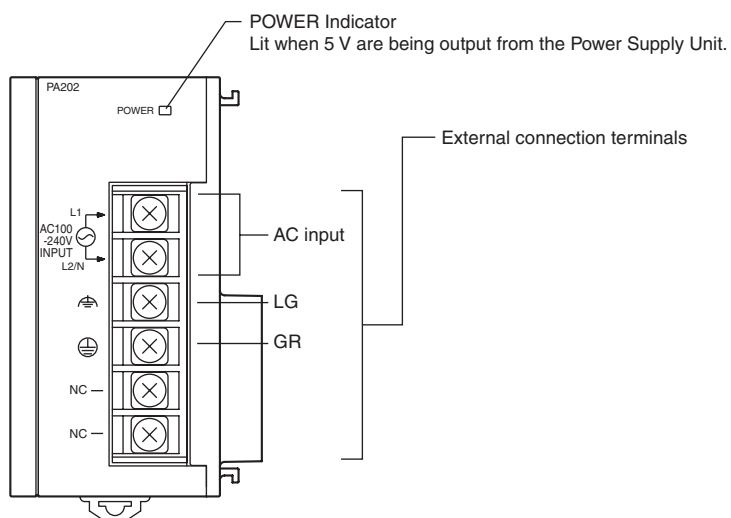 POWER Indicator
Lit when 5 V are being output from the Power Supply Unit.
PA202
POWER
External connection terminals
L1
AC100
-240V
INPUT
L2/N
AC input
LG
GR
NC
NC